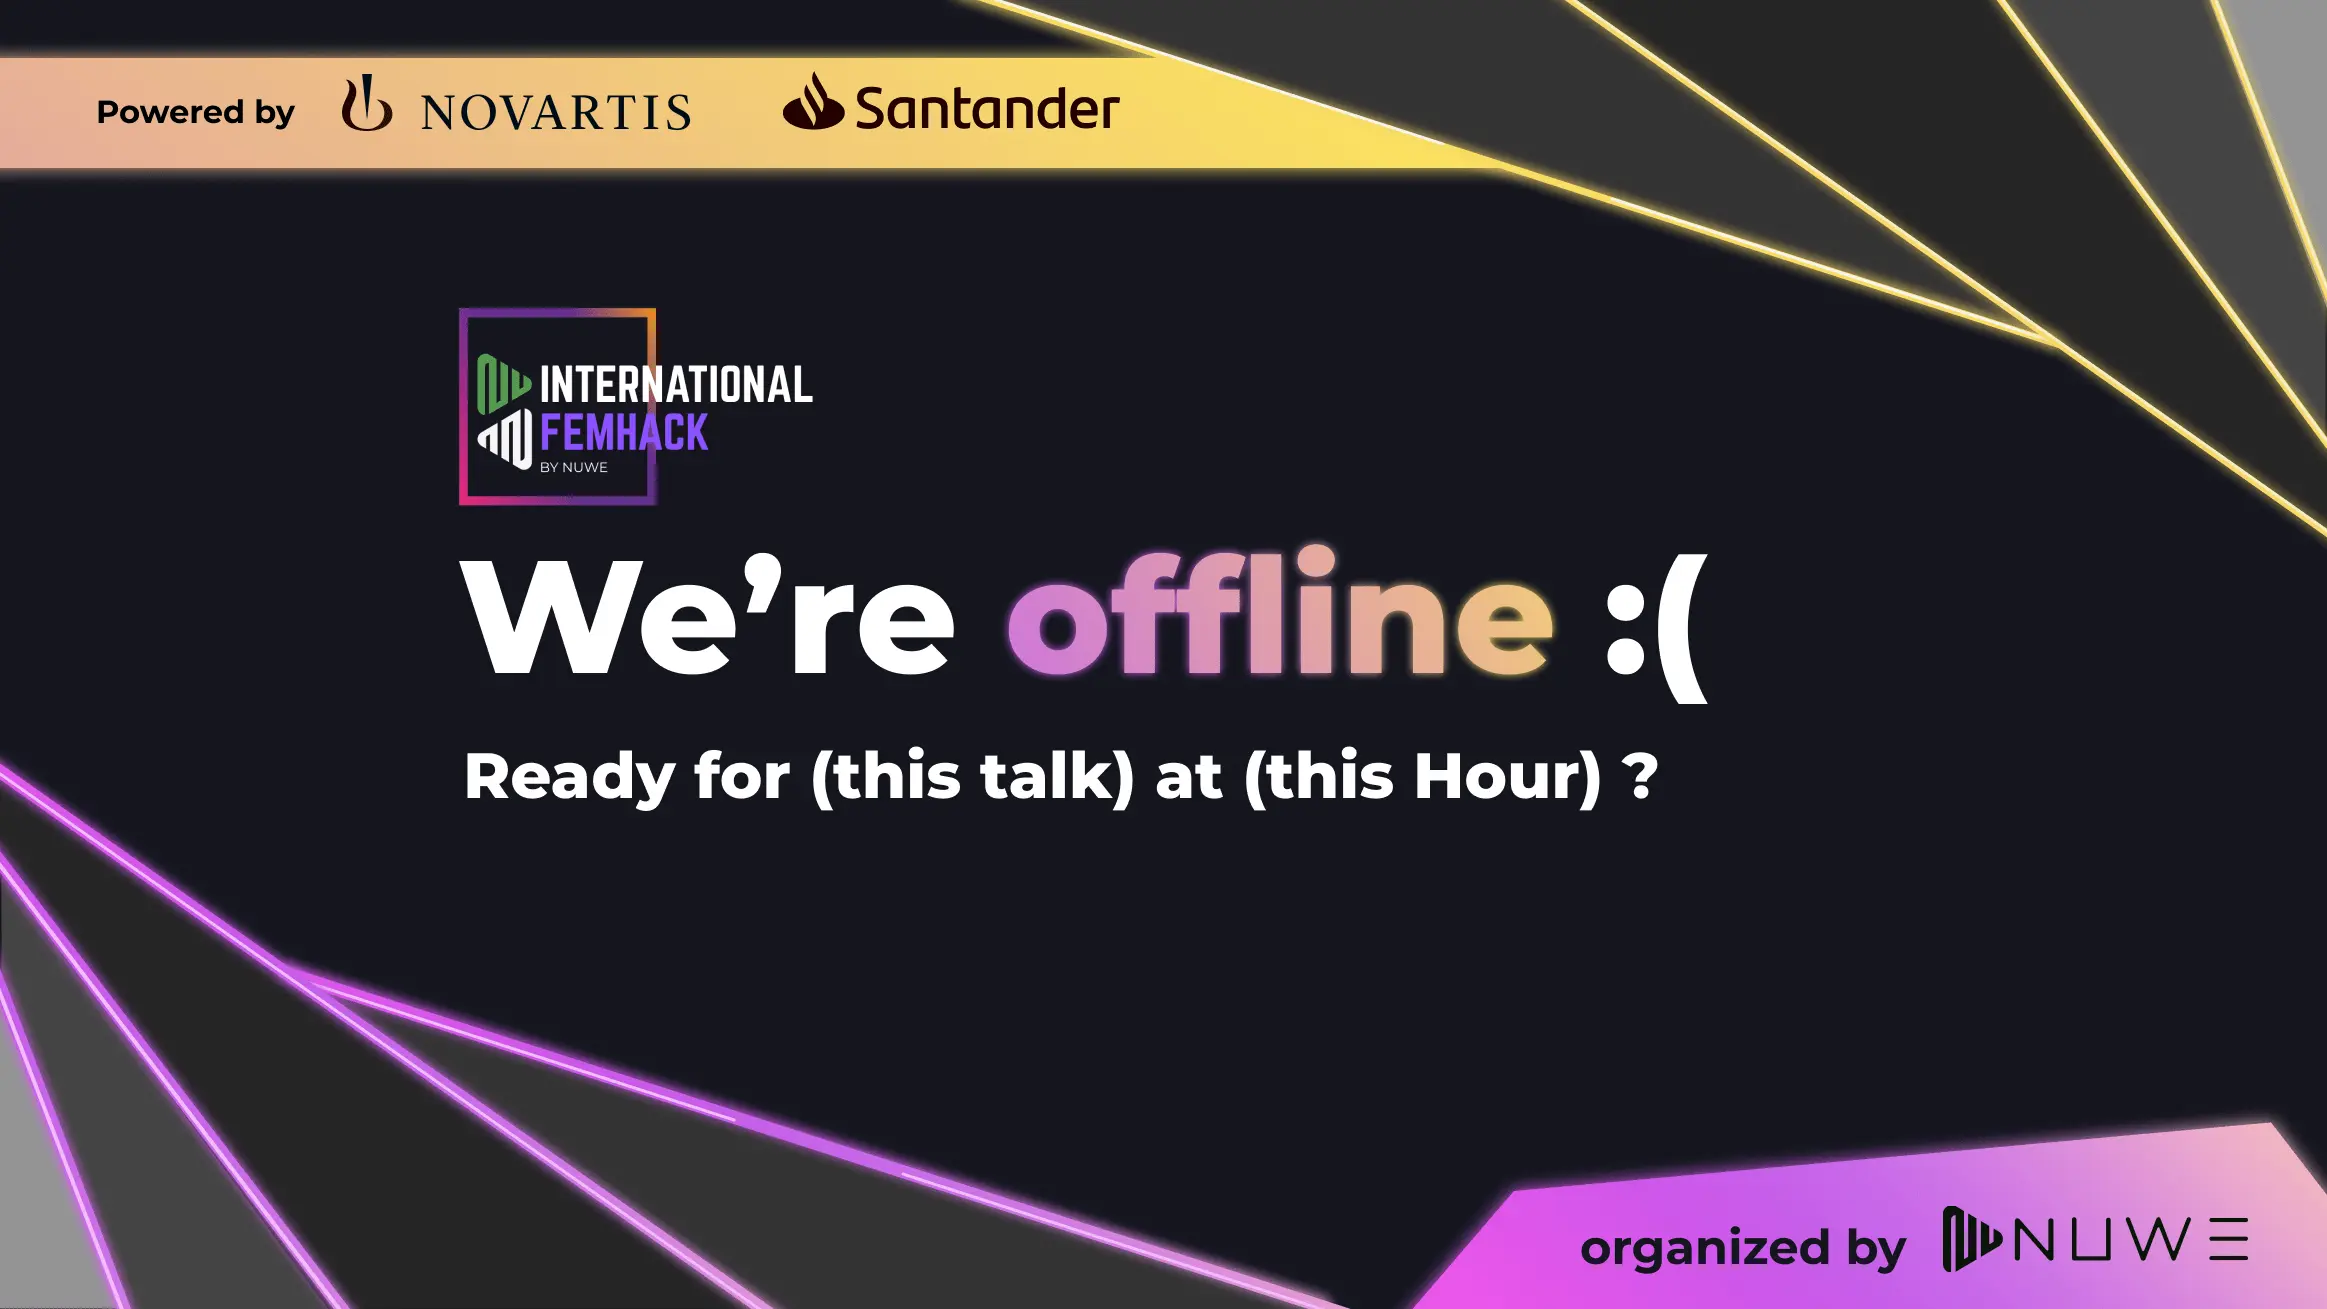 Powered by NOVARTIS Santander
INTERNATIONAL
FEMHACK
BY NUWE
We’re offline :(
Ready for (this talk) at (this Hour) ?
organized by NUWE